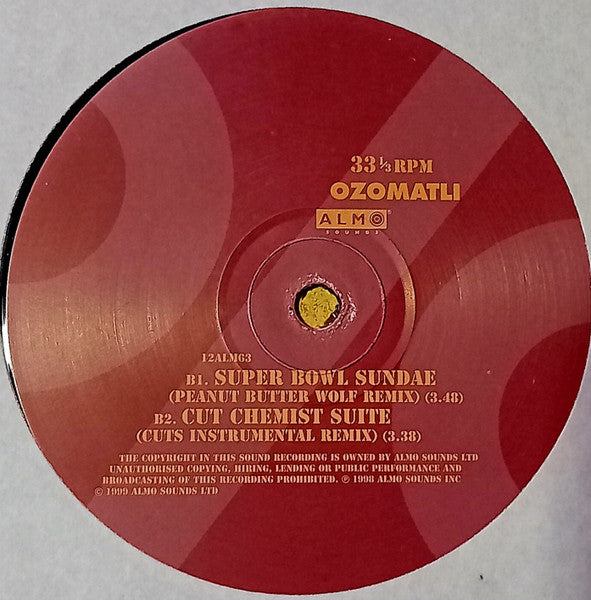 33 ⅓ RPM
OZOMATLI
ALMO®
SOUNDS
12ALM63
B1. SUPER BOWL SUNDAE
(PEANUT BUTTER WOLF REMIX) (3.48)
B2. CUT CHEMIST SUITE
(CUTS INSTRUMENTAL REMIX) (3.38)
THE COPYRIGHT IN THIS SOUND RECORDING IS OWNED BY ALMO SOUNDS LTD
UNAUTHORISED COPYING, HIRING, LENDING OR PUBLIC PERFORMANCE AND
BROADCASTING OF THIS RECORDING PROHIBITED. ℗ 1998 ALMO SOUNDS INC
© 1999 ALMO SOUNDS LTD